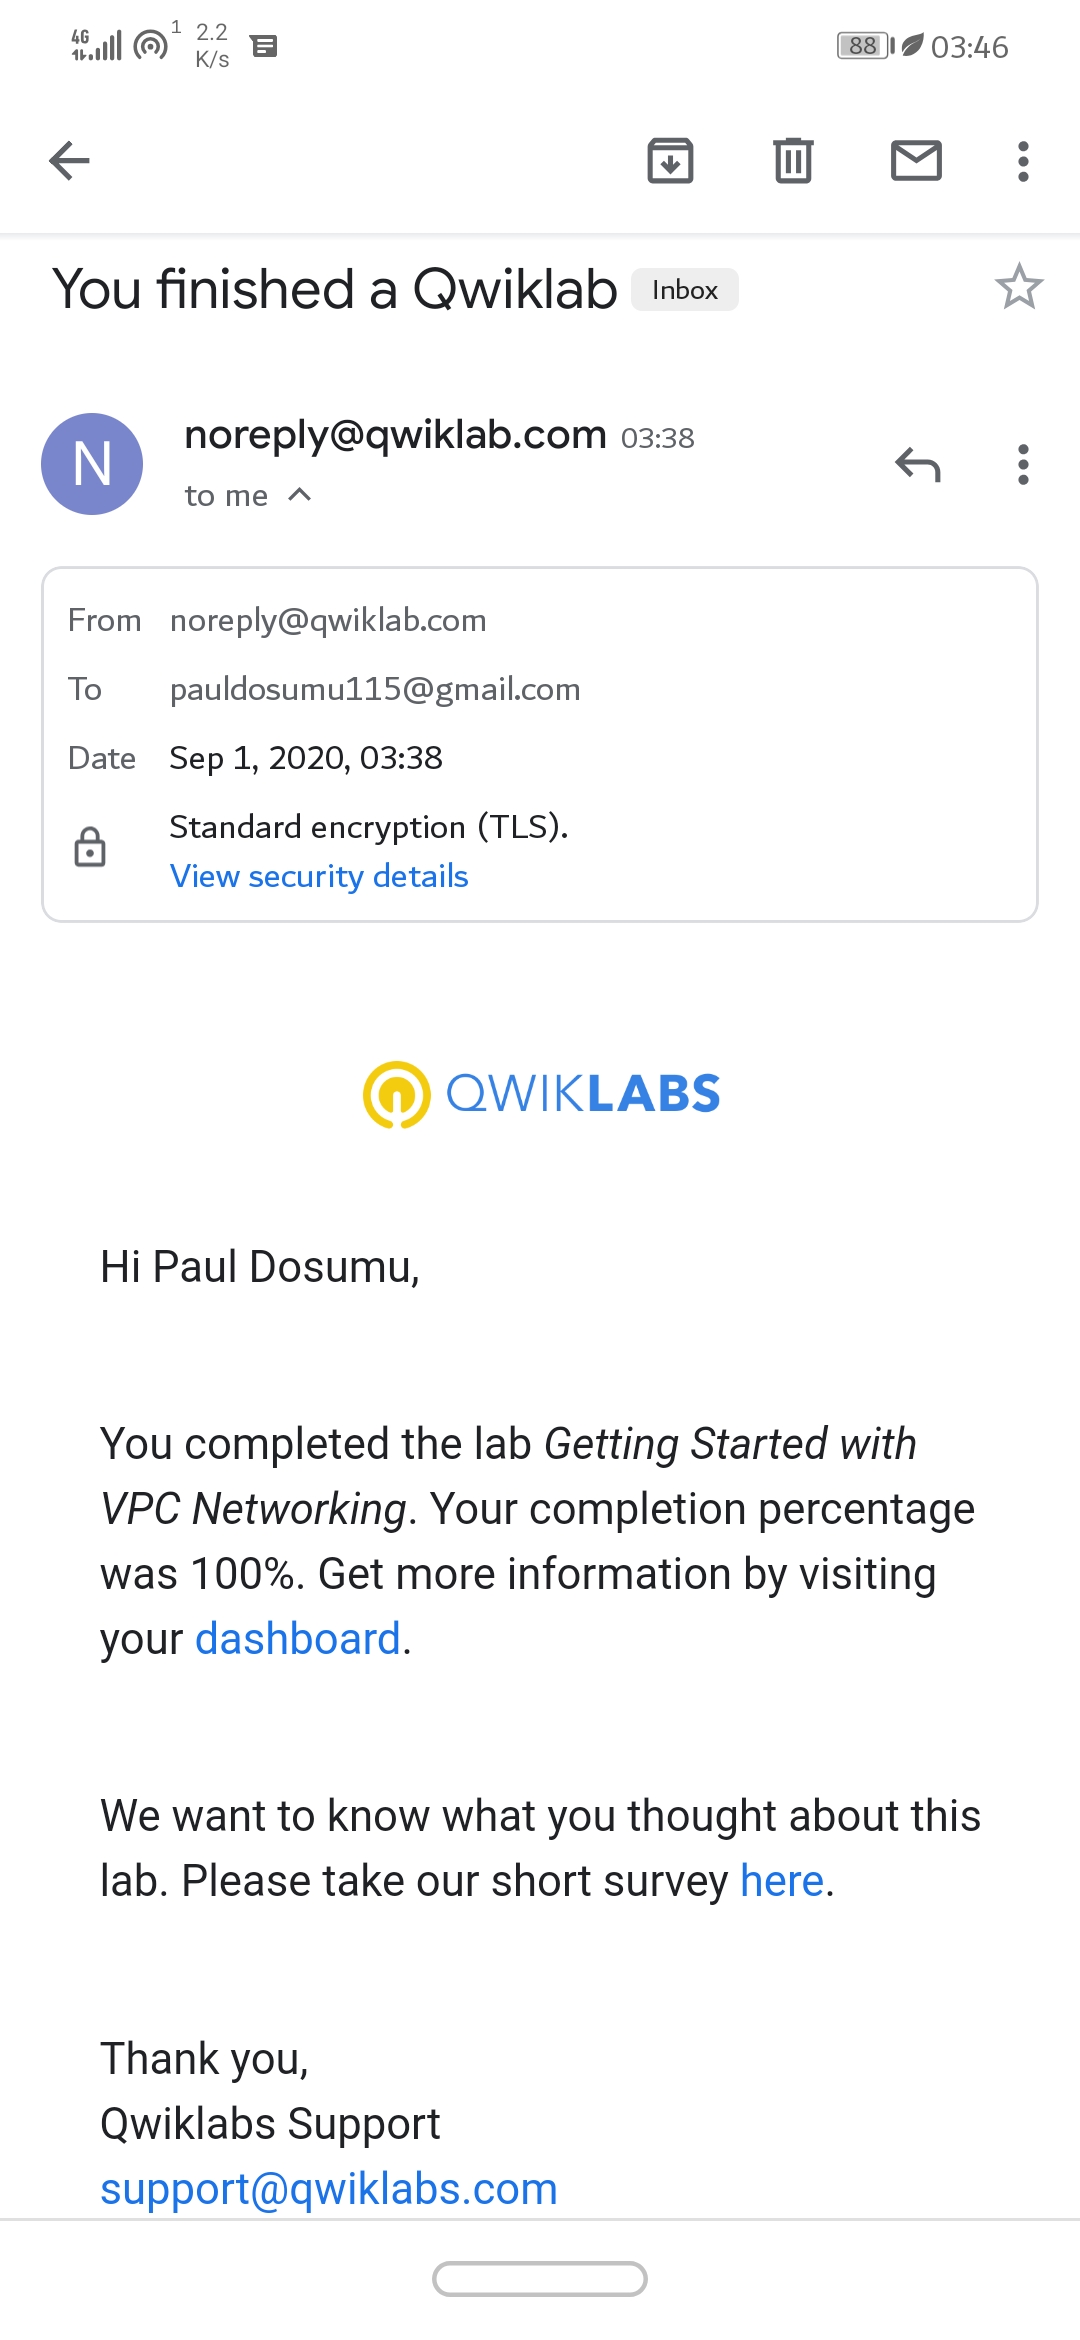 4G 1 2.2 K/s 88 03:46
You finished a Qwiklab Inbox
N
noreply@qwiklab.com 03:38
to me
From noreply@qwiklab.com
To pauldosumu115@gmail.com
Date Sep 1, 2020, 03:38
Standard encryption (TLS).
View security details
QWIKLABS
Hi Paul Dosumu,
You completed the lab Getting Started with
VPC Networking. Your completion percentage
was 100%. Get more information by visiting
your dashboard.
We want to know what you thought about this
lab. Please take our short survey here.
Thank you,
Qwiklabs Support
support@qwiklabs.com